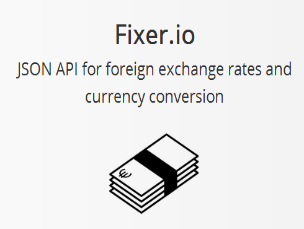 Fixer.io
JSON API for foreign exchange rates and
currency conversion